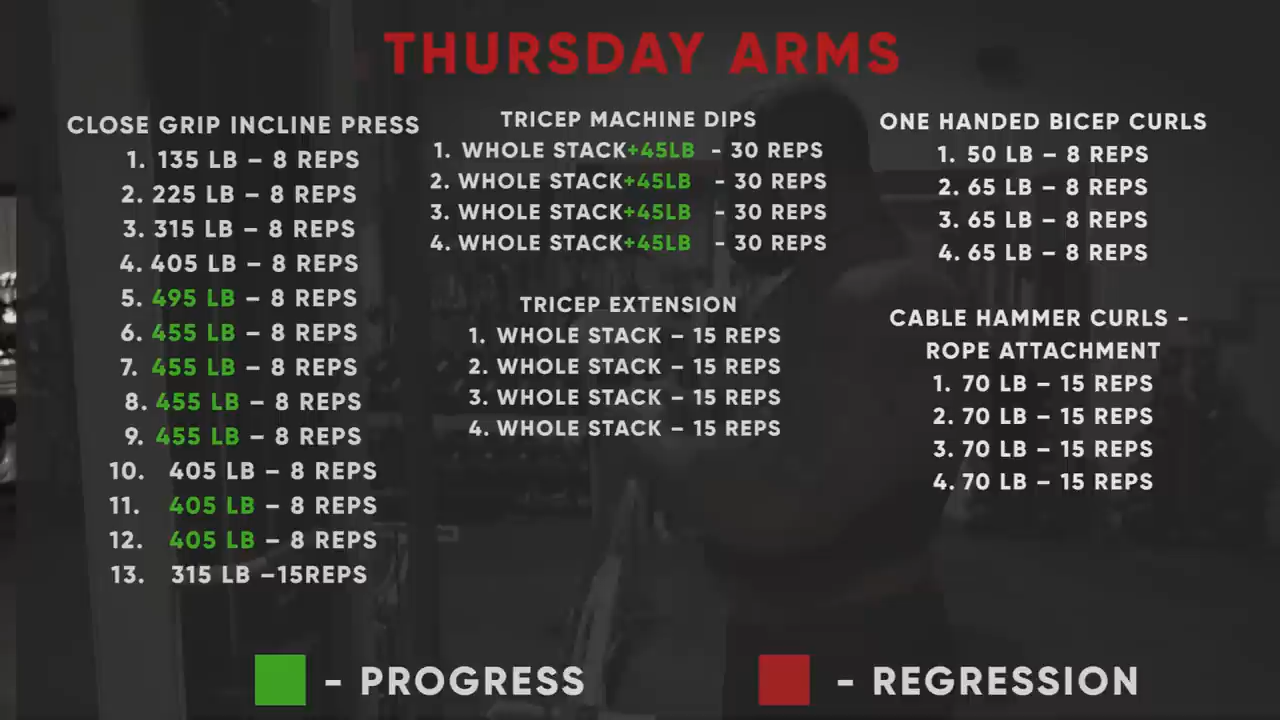 THURSDAY ARMS
CLOSE GRIP INCLINE PRESS
1. 135 LB – 8 REPS
2. 225 LB – 8 REPS
3. 315 LB – 8 REPS
4. 405 LB – 8 REPS
5. 495 LB – 8 REPS
6. 455 LB – 8 REPS
7. 455 LB – 8 REPS
8. 455 LB – 8 REPS
9. 455 LB – 8 REPS
10. 405 LB – 8 REPS
11. 405 LB – 8 REPS
12. 405 LB – 8 REPS
13. 315 LB –15REPS
TRICEP MACHINE DIPS
1. WHOLE STACK+45LB - 30 REPS
2. WHOLE STACK+45LB - 30 REPS
3. WHOLE STACK+45LB - 30 REPS
4. WHOLE STACK+45LB - 30 REPS
TRICEP EXTENSION
1. WHOLE STACK – 15 REPS
2. WHOLE STACK – 15 REPS
3. WHOLE STACK – 15 REPS
4. WHOLE STACK – 15 REPS
ONE HANDED BICEP CURLS
1. 50 LB – 8 REPS
2. 65 LB – 8 REPS
3. 65 LB – 8 REPS
4. 65 LB – 8 REPS
CABLE HAMMER CURLS -
ROPE ATTACHMENT
1. 70 LB – 15 REPS
2. 70 LB – 15 REPS
3. 70 LB – 15 REPS
4. 70 LB – 15 REPS
- PROGRESS
- REGRESSION